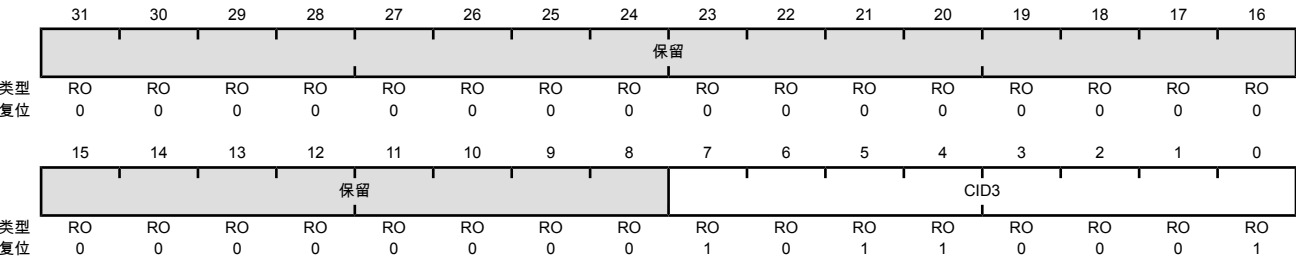 31 30 29 28 27 26 25 24 23 22 21 20 19 18 17 16
保留
类型 RO RO RO RO RO RO RO RO RO RO RO RO RO RO RO RO
复位 0 0 0 0 0 0 0 0 0 0 0 0 0 0 0 0
15 14 13 12 11 10 9 8 7 6 5 4 3 2 1 0
保留 CID3
类型 RO RO RO RO RO RO RO RO RO RO RO RO RO RO RO RO
复位 0 0 0 0 0 0 0 0 1 0 1 1 0 0 0 1